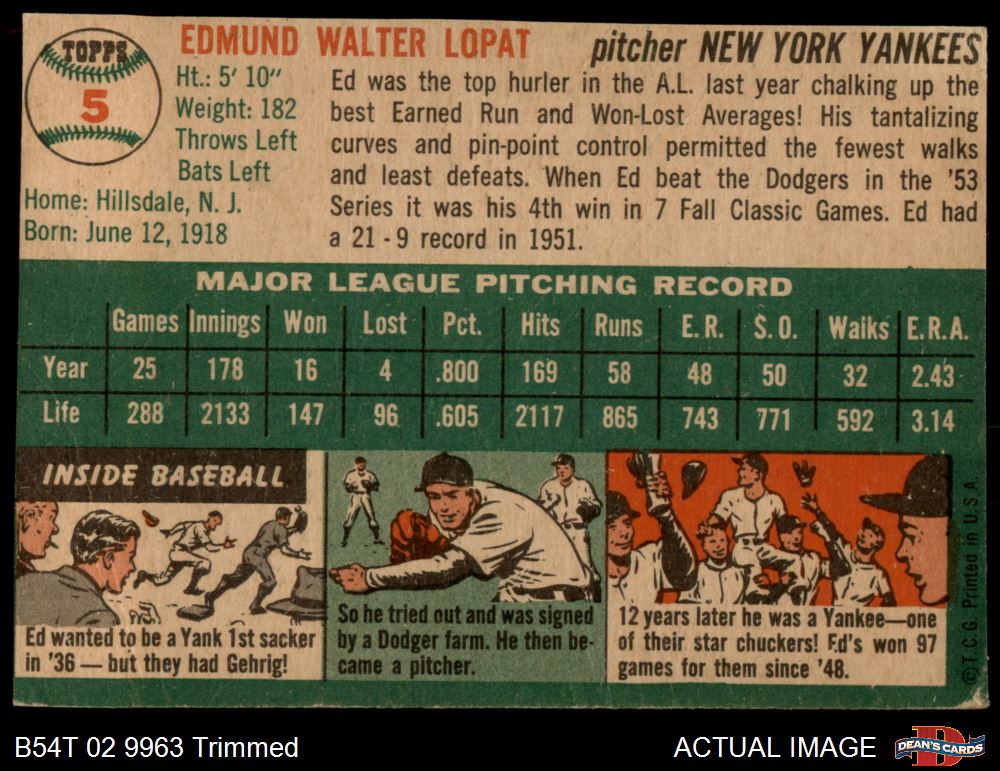 TOPPS
5
EDMUND WALTER LOPAT
pitcher NEW YORK YANKEES
Ht.: 5' 10"
Weight: 182
Throws Left
Bats Left
Home: Hillsdale, N. J.
Born: June 12, 1918
Ed was the top hurler in the A.L. last year chalking up the
best Earned Run and Won-Lost Averages! His tantalizing
curves and pin-point control permitted the fewest walks
and least defeats. When Ed beat the Dodgers in the '53
Series it was his 4th win in 7 Fall Classic Games. Ed had
a 21 - 9 record in 1951.
MAJOR LEAGUE PITCHING RECORD
Games Innings Won Lost Pct. Hits Runs E. R. S. O. Walks E.R.A.
Year 25 178 16 4 .800 169 58 48 50 32 2.43
Life 288 2133 147 96 .605 2117 865 743 771 592 3.14
INSIDE BASEBALL
Ed wanted to be a Yank 1st sacker
in '36 — but they had Gehrig!
So he tried out and was signed
by a Dodger farm. He then be-
came a pitcher.
12 years later he was a Yankee—one
of their star chuckers! Ed's won 97
games for them since '48.
© T. C. G. Printed in U. S. A.
B54T 02 9963 Trimmed
ACTUAL IMAGE
DEAN'S CARDS